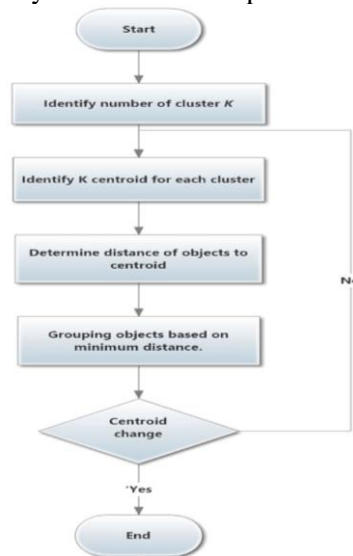 Start
Identify number of cluster K
Identify K centroid for each cluster
Determine distance of objects to
centroid
Grouping objects based on
minimum distance.
Centroid
change
'Yes
End